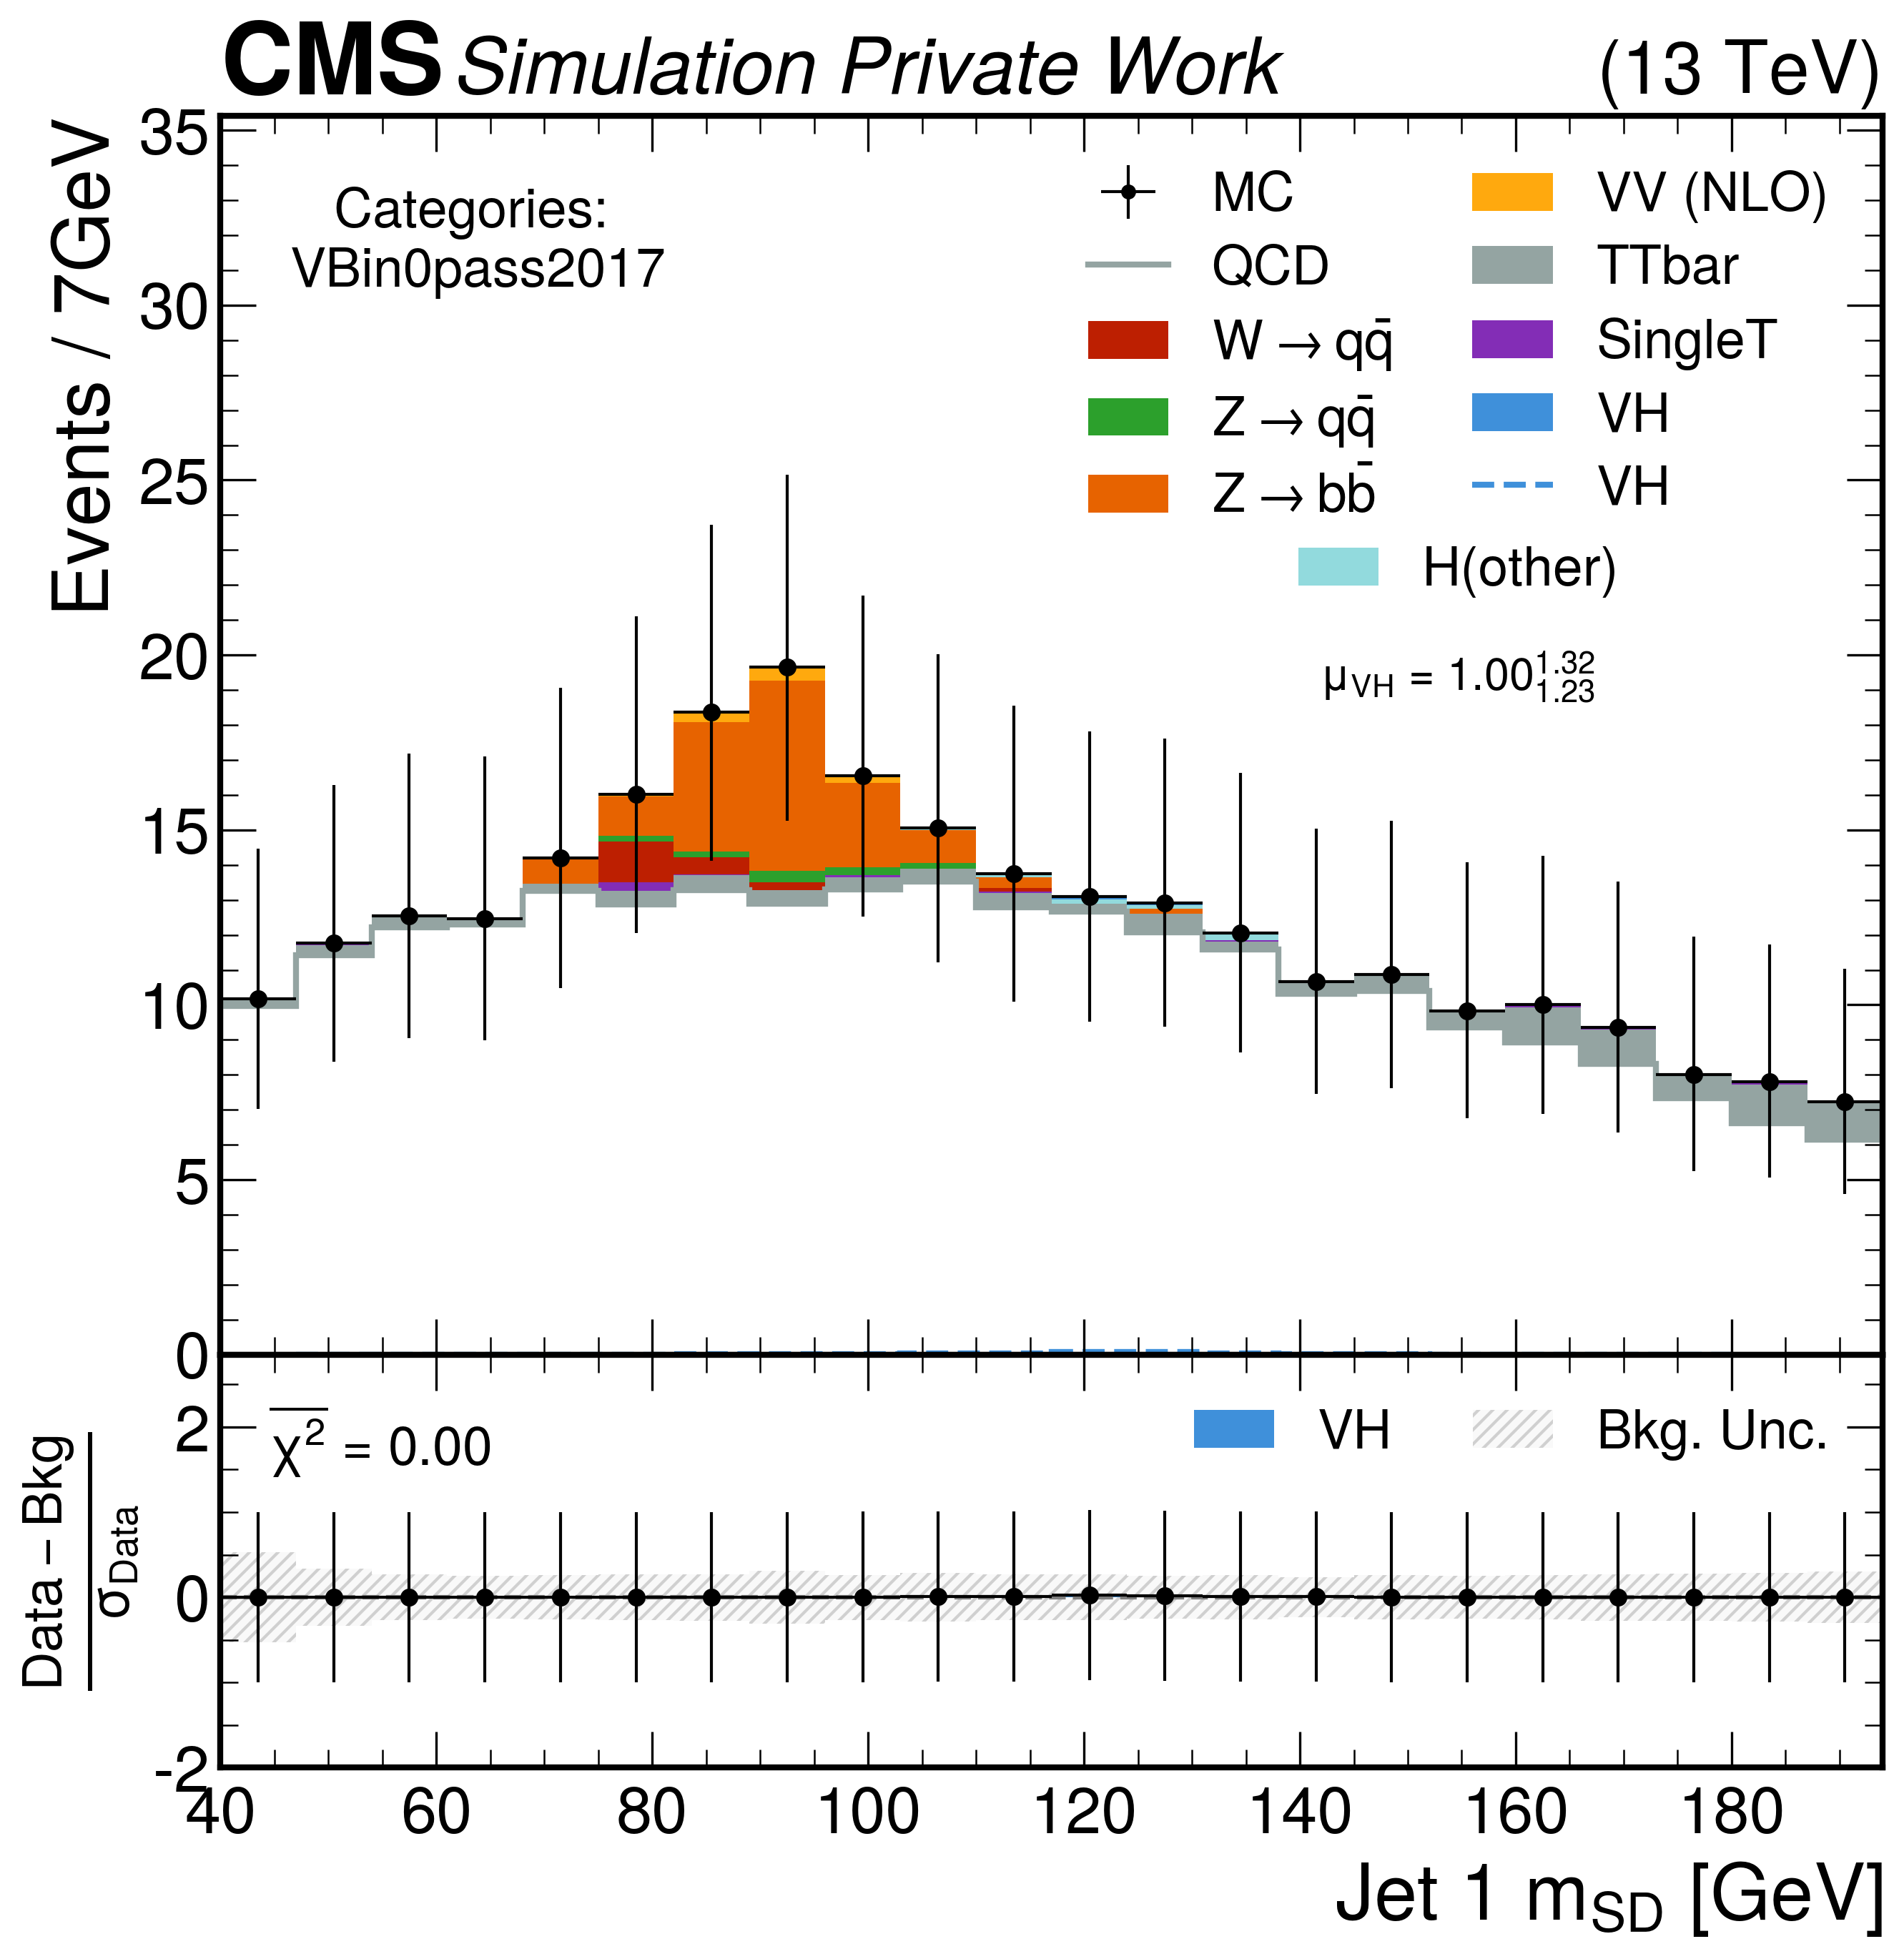 CMS Simulation Private Work (13 TeV)
Events / 7GeV
35
30
25
20
15
10
5
0
Categories:
VBin0pass2017
MC
QCD
W → qq̄
Z → qq̄
Z → bb̄
VV (NLO)
TTbar
SingleT
VH
VH
H(other)
μ_VH = 1.00^1.32_1.23
Data − Bkg
σ_Data
2
0
-2
χ² = 0.00
VH
Bkg. Unc.
40 60 80 100 120 140 160 180
Jet 1 m_SD [GeV]